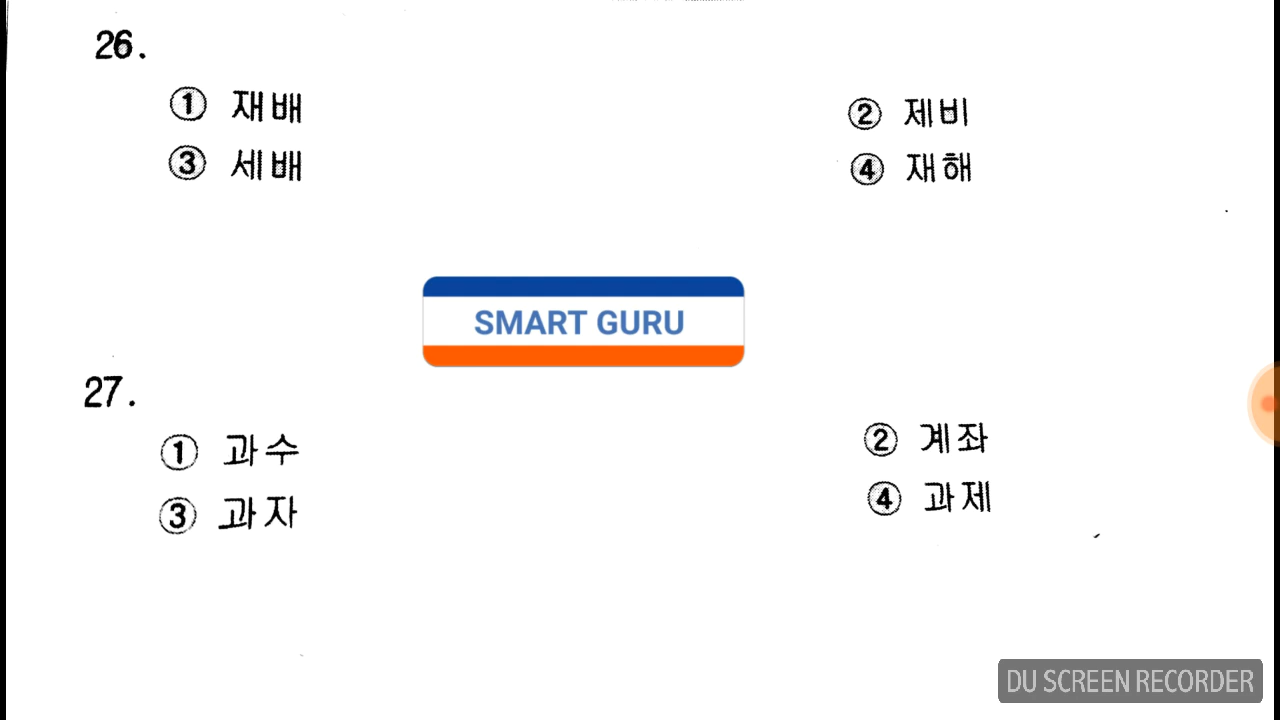 26.
① 재배 ② 제비
③ 세배 ④ 재해
SMART GURU
27.
① 과수 ② 계좌
③ 과자 ④ 과제
DU SCREEN RECORDER